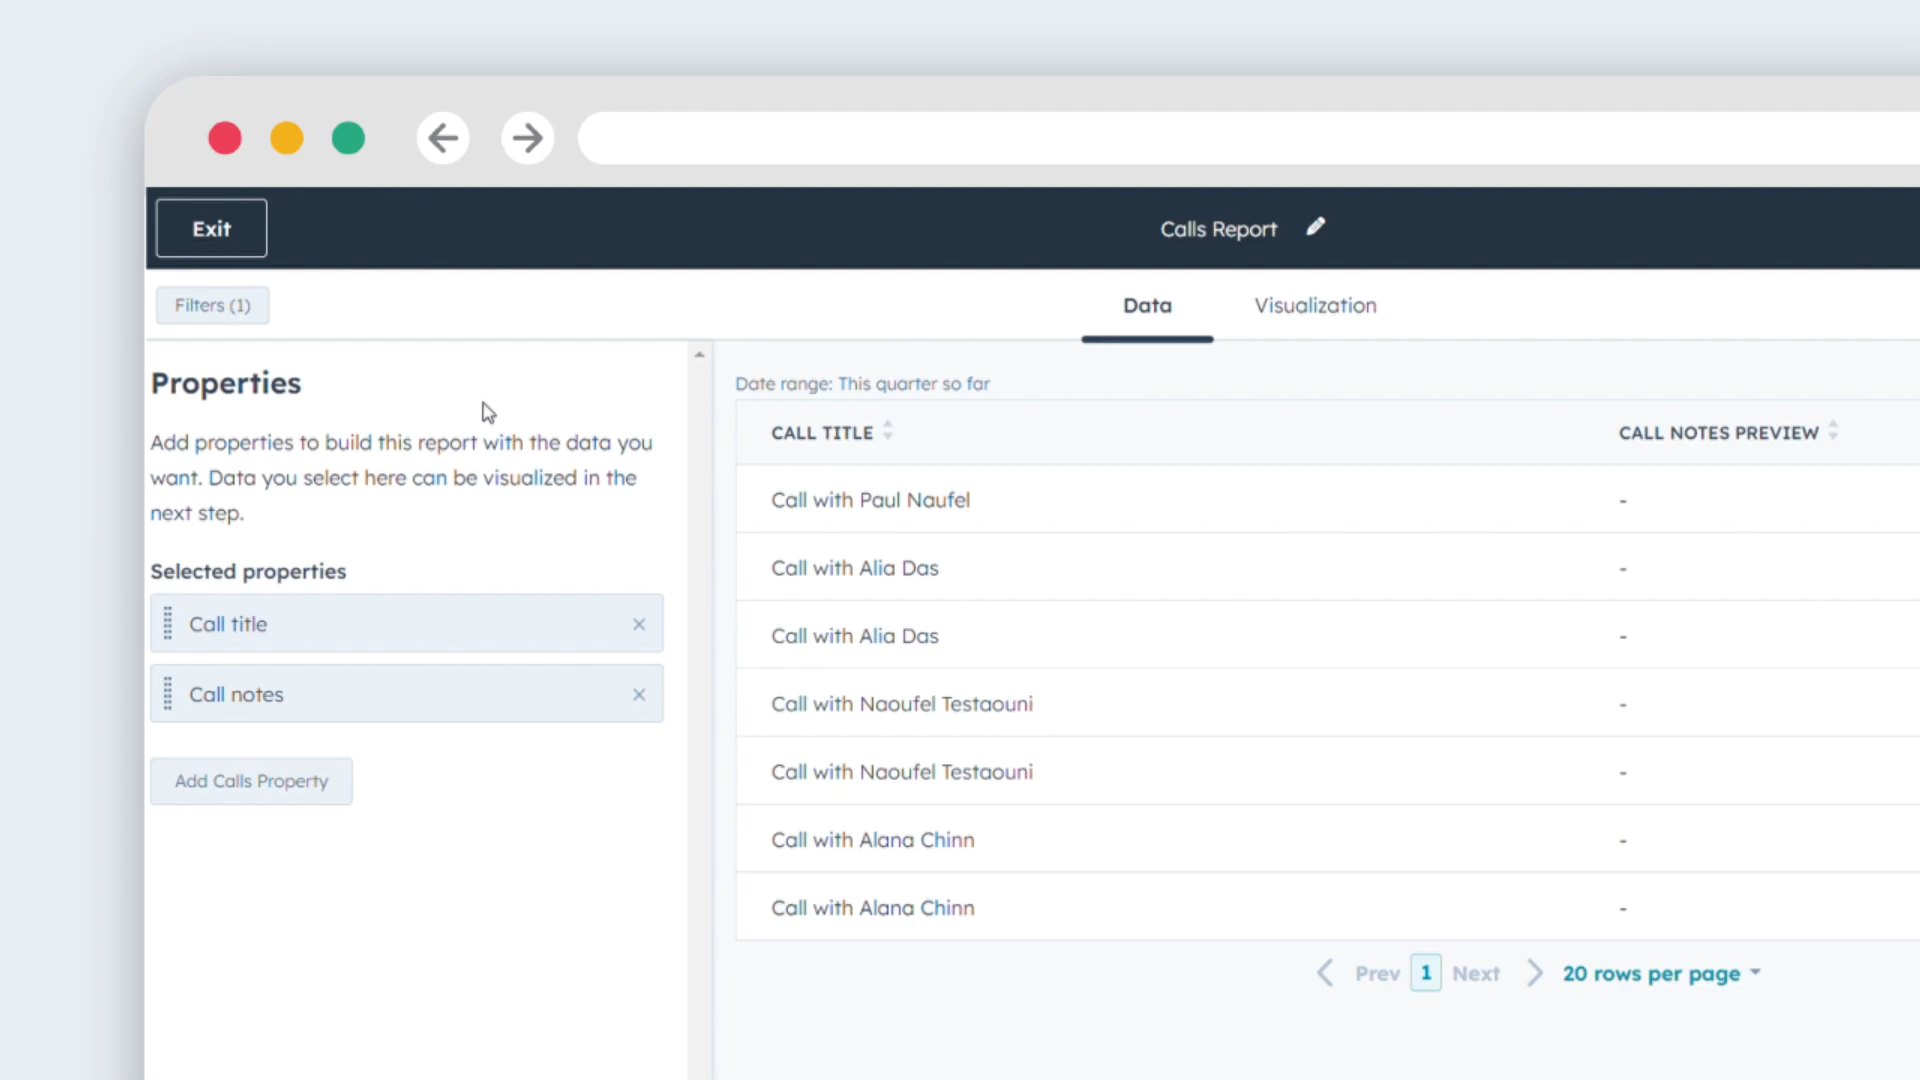 Exit
Calls Report
Filters (1)
Data
Visualization
Properties
Add properties to build this report with the data you
want. Data you select here can be visualized in the
next step.
Selected properties
Call title
Call notes
Add Calls Property
Date range: This quarter so far
CALL TITLE
CALL NOTES PREVIEW
Call with Paul Naufel
-
Call with Alia Das
-
Call with Alia Das
-
Call with Naoufel Testaouni
-
Call with Naoufel Testaouni
-
Call with Alana Chinn
-
Call with Alana Chinn
-
Prev 1 Next 20 rows per page